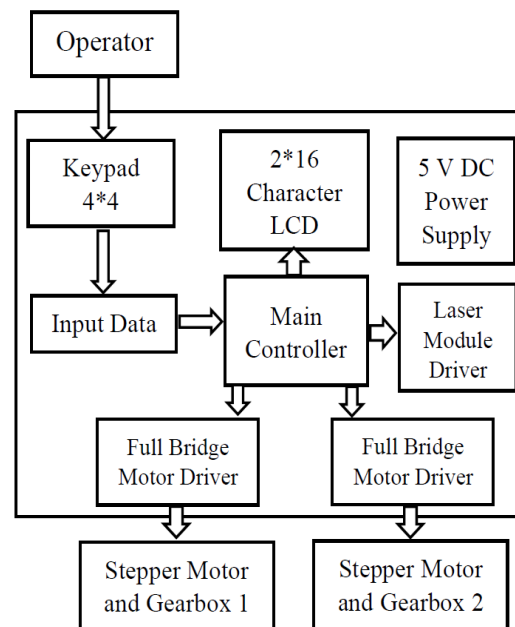 Operator
Keypad
4*4
2*16
Character
LCD
5 V DC
Power
Supply
Input Data
Main
Controller
Laser
Module
Driver
Full Bridge
Motor Driver
Full Bridge
Motor Driver
Stepper Motor
and Gearbox 1
Stepper Motor
and Gearbox 2